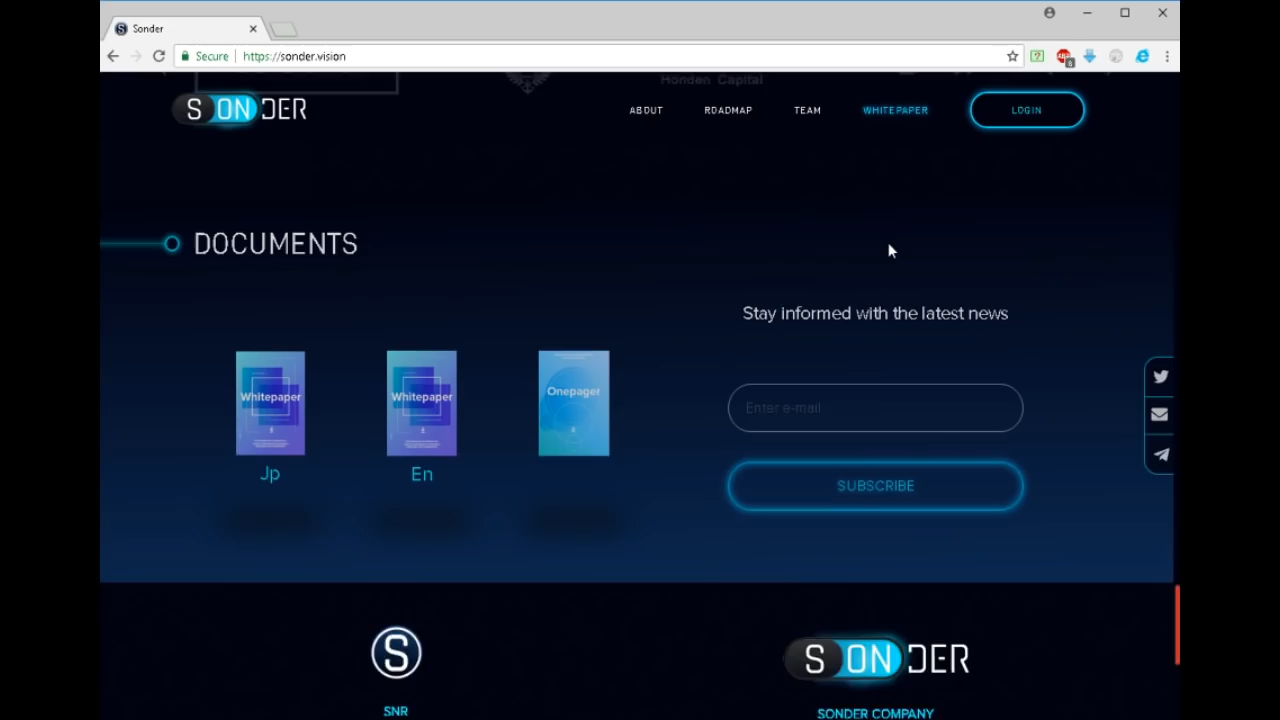 Sonder
Secure
https://sonder.vision
Honden Capital
SONDER
ABOUT
ROADMAP
TEAM
WHITEPAPER
LOGIN
DOCUMENTS
Stay informed with the latest news
Whitepaper
Whitepaper
Onepager
Enter e-mail
Jp
En
SUBSCRIBE
S
SONDER
SNR
SONDER COMPANY